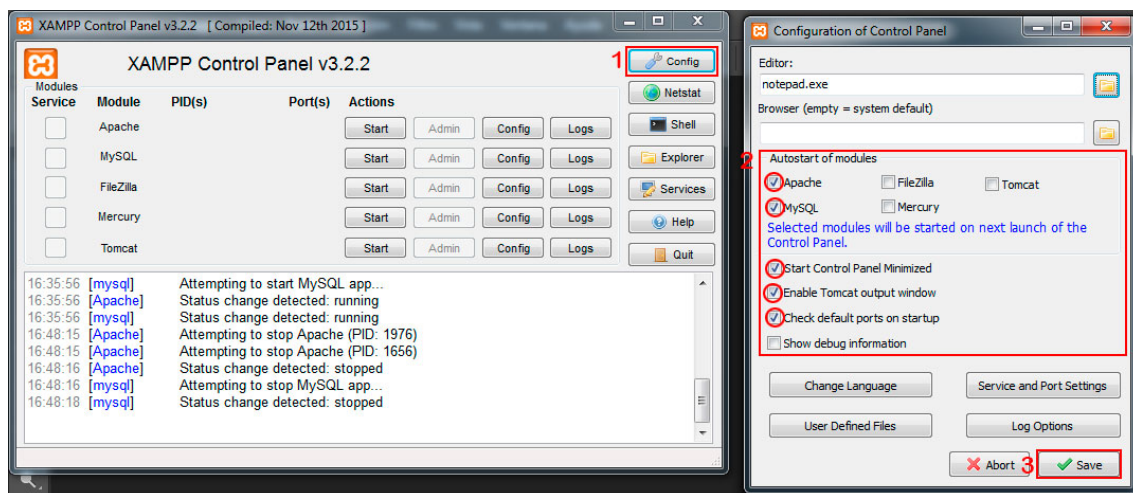 XAMPP Control Panel v3.2.2 [ Compiled: Nov 12th 2015 ]
XAMPP Control Panel v3.2.2
1
Config
Modules
Service Module PID(s) Port(s) Actions
Netstat
Apache Start Admin Config Logs
Shell
MySQL Start Admin Config Logs
Explorer
FileZilla Start Admin Config Logs
Services
Mercury Start Admin Config Logs
Help
Tomcat Start Admin Config Logs
Quit
16:35:56 [mysql] Attempting to start MySQL app...
16:35:56 [Apache] Status change detected: running
16:35:56 [mysql] Status change detected: running
16:48:15 [Apache] Attempting to stop Apache (PID: 1976)
16:48:15 [Apache] Attempting to stop Apache (PID: 1656)
16:48:16 [Apache] Status change detected: stopped
16:48:16 [mysql] Attempting to stop MySQL app...
16:48:18 [mysql] Status change detected: stopped
Configuration of Control Panel
Editor:
notepad.exe
Browser (empty = system default)
2
Autostart of modules
Apache FileZilla Tomcat
MySQL Mercury
Selected modules will be started on next launch of the
Control Panel.
Start Control Panel Minimized
Enable Tomcat output window
Check default ports on startup
Show debug information
Change Language Service and Port Settings
User Defined Files Log Options
Abort 3 Save